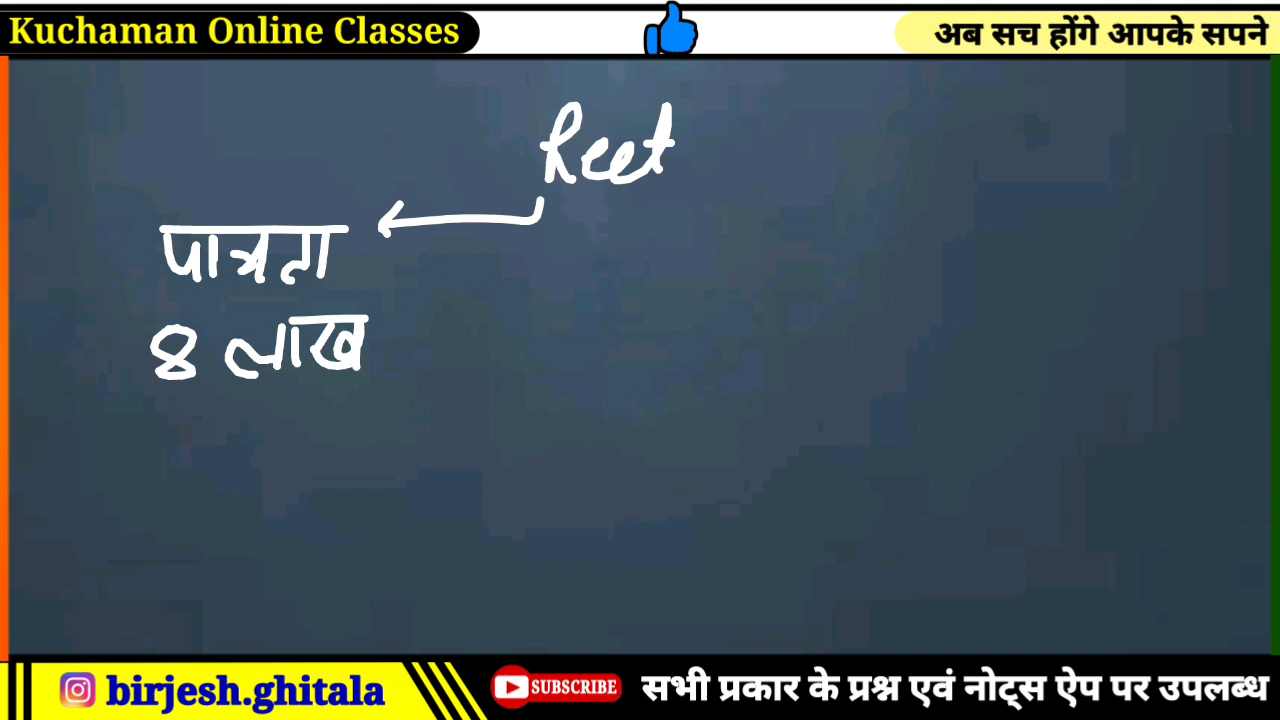 Kuchaman Online Classes
अब सच होंगे आपके सपने
Reet
पात्रता
8 लाख
birjesh.ghitala
SUBSCRIBE
सभी प्रकार के प्रश्न एवं नोट्स ऐप पर उपलब्ध